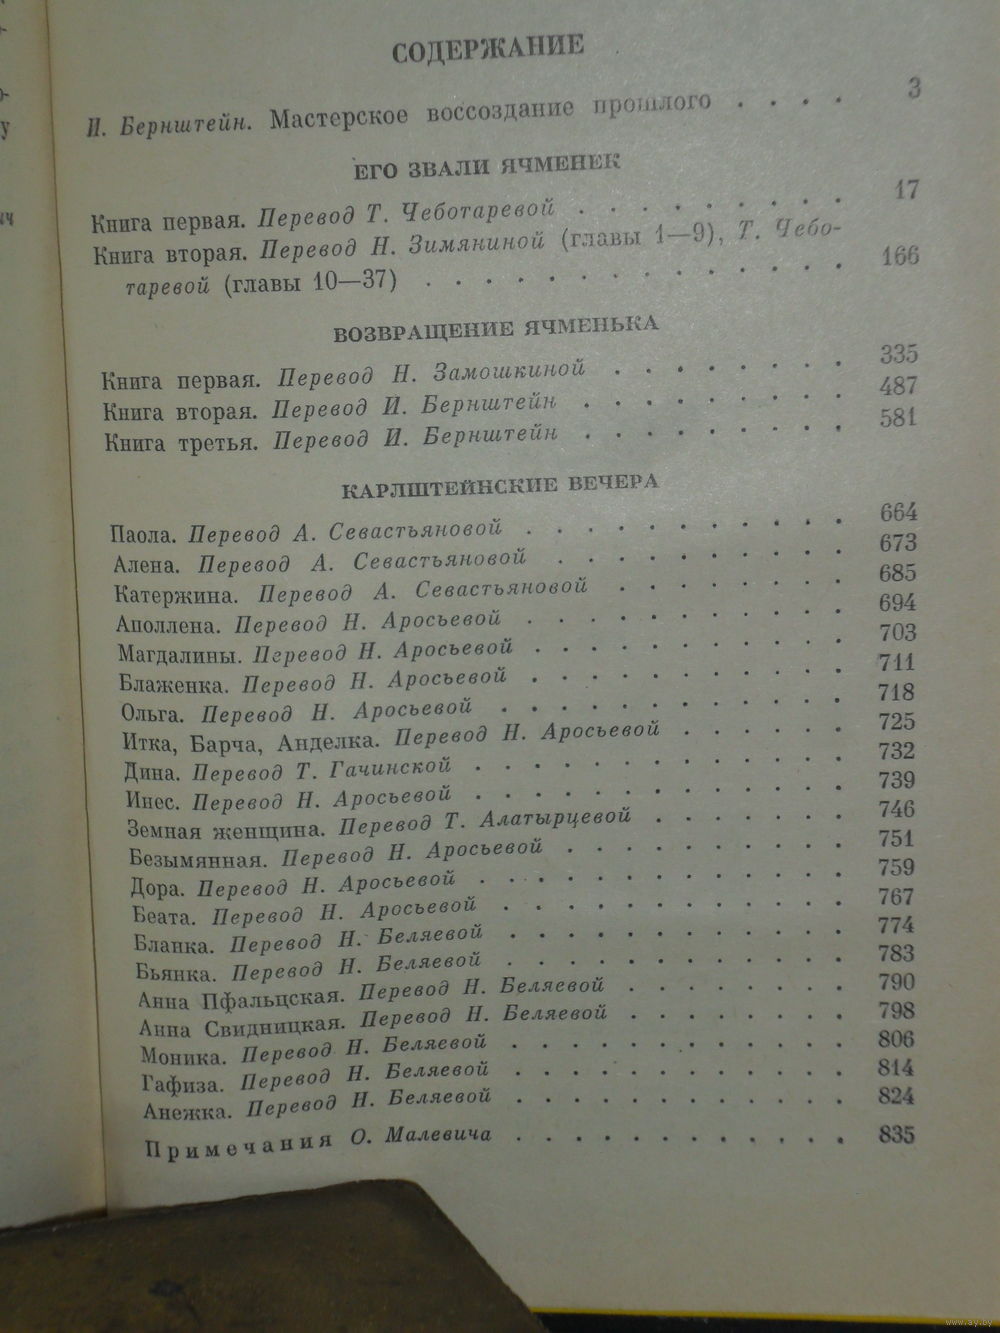 СОДЕРЖАНИЕ
И. Бернштейн. Мастерское воссоздание прошлого . . . . 3
ЕГО ЗВАЛИ ЯЧМЕНЕК
Книга первая. Перевод Т. Чеботаревой . . . . . . . . . 17
Книга вторая. Перевод Н. Зимяниной (главы 1—9), Т. Чебо-
таревой (главы 10—37) . . . . . . . . . . . . . . 166
ВОЗВРАЩЕНИЕ ЯЧМЕНЬКА
Книга первая. Перевод Н. Замошкиной . . . . . . . . 335
Книга вторая. Перевод И. Бернштейн . . . . . . . . . 487
Книга третья. Перевод И. Бернштейн . . . . . . . . . 581
КАРЛШТЕЙНСКИЕ ВЕЧЕРА
Паола. Перевод А. Севастьяновой . . . . . . . . . . . 664
Алена. Перевод А. Севастьяновой . . . . . . . . . . 673
Катержина. Перевод А. Севастьяновой . . . . . . . . 685
Аполлена. Перевод Н. Аросьевой . . . . . . . . . . . 694
Магдалины. Перевод Н. Аросьевой . . . . . . . . . . . 703
Блаженка. Перевод Н. Аросьевой . . . . . . . . . . . 711
Ольга. Перевод Н. Аросьевой . . . . . . . . . . . . 718
Итка, Барча, Анделка. Перевод Н. Аросьевой . . . . . . 725
Дина. Перевод Т. Гачинской . . . . . . . . . . . . . 732
Инес. Перевод Н. Аросьевой . . . . . . . . . . . . . 739
Земная женщина. Перевод Т. Алатырцевой . . . . . . . 746
Безымянная. Перевод Н. Аросьевой . . . . . . . . . . 751
Дора. Перевод Н. Аросьевой . . . . . . . . . . . . . 759
Беата. Перевод Н. Аросьевой . . . . . . . . . . . . 767
Бланка. Перевод Н. Беляевой . . . . . . . . . . . . 774
Бьянка. Перевод Н. Беляевой . . . . . . . . . . . . 783
Анна Пфальцская. Перевод Н. Беляевой . . . . . . . . 790
Анна Свидницкая. Перевод Н. Беляевой . . . . . . . . 798
Моника. Перевод Н. Беляевой . . . . . . . . . . . . 806
Гафиза. Перевод Н. Беляевой . . . . . . . . . . . . 814
Анежка. Перевод Н. Беляевой . . . . . . . . . . . . 824
Примечания О. Малевича . . . . . . . . . . . . 835
www.ay.by